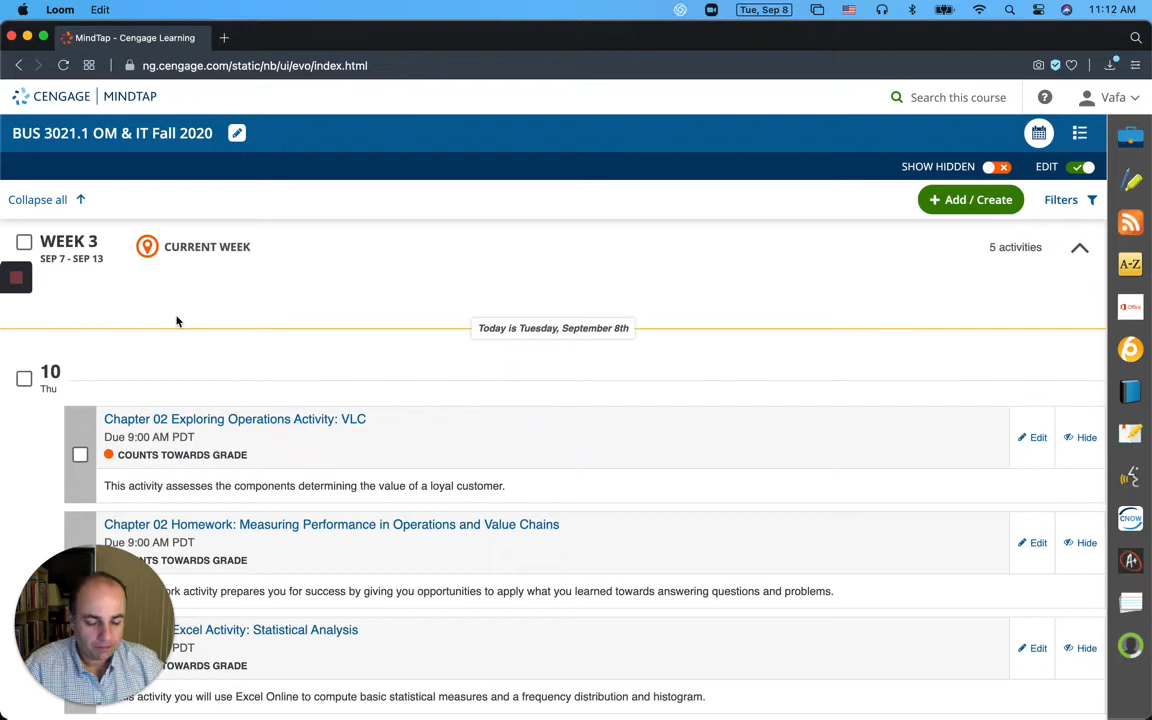 Loom Edit Tue, Sep 8 11:12 AM
MindTap - Cengage Learning
ng.cengage.com/static/nb/ui/evo/index.html
CENGAGE | MINDTAP Search this course Vafa
BUS 3021.1 OM & IT Fall 2020
SHOW HIDDEN EDIT
Collapse all + Add / Create Filters
WEEK 3 CURRENT WEEK 5 activities
SEP 7 - SEP 13
Today is Tuesday, September 8th
10
Thu
Chapter 02 Exploring Operations Activity: VLC
Due 9:00 AM PDT Edit Hide
COUNTS TOWARDS GRADE
This activity assesses the components determining the value of a loyal customer.
Chapter 02 Homework: Measuring Performance in Operations and Value Chains
Due 9:00 AM PDT Edit Hide
TOWARDS GRADE
activity prepares you for success by giving you opportunities to apply what you learned towards answering questions and problems.
Excel Activity: Statistical Analysis
PDT Edit Hide
TOWARDS GRADE
activity you will use Excel Online to compute basic statistical measures and a frequency distribution and histogram.
A-Z
Office
CNOW
A+